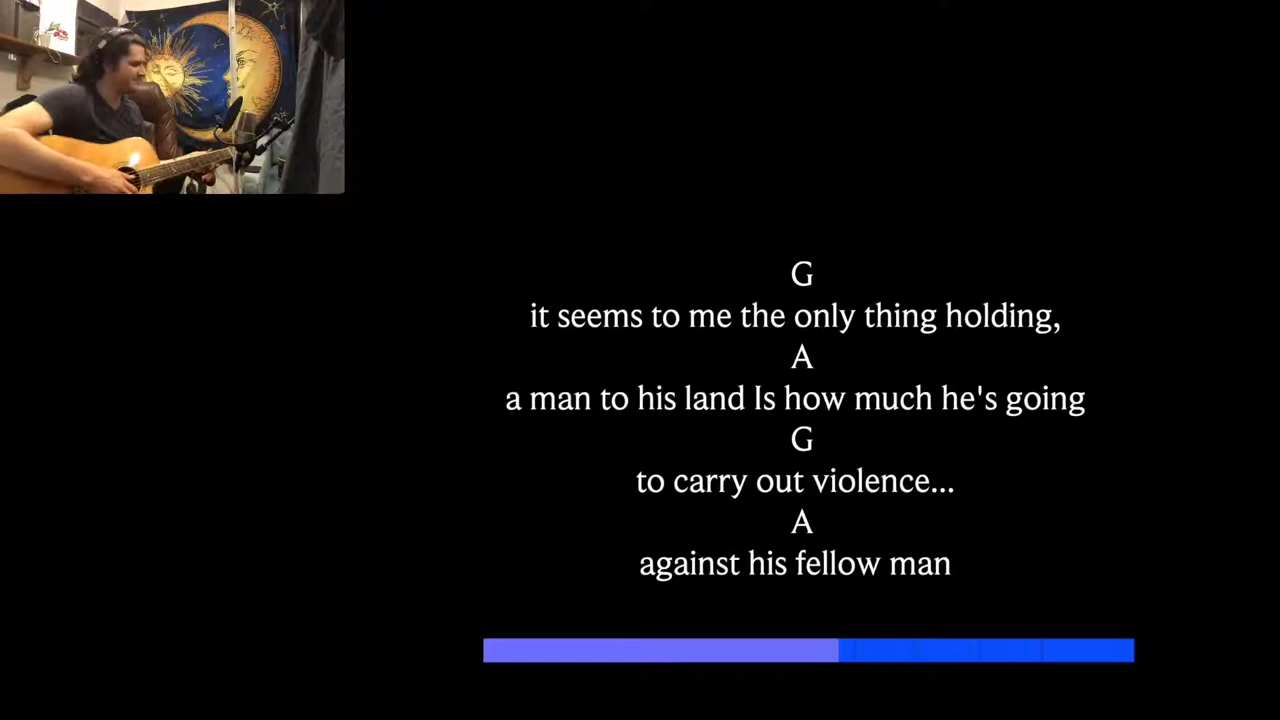 G
it seems to me the only thing holding,
A
a man to his land Is how much he's going
G
to carry out violence...
A
against his fellow man